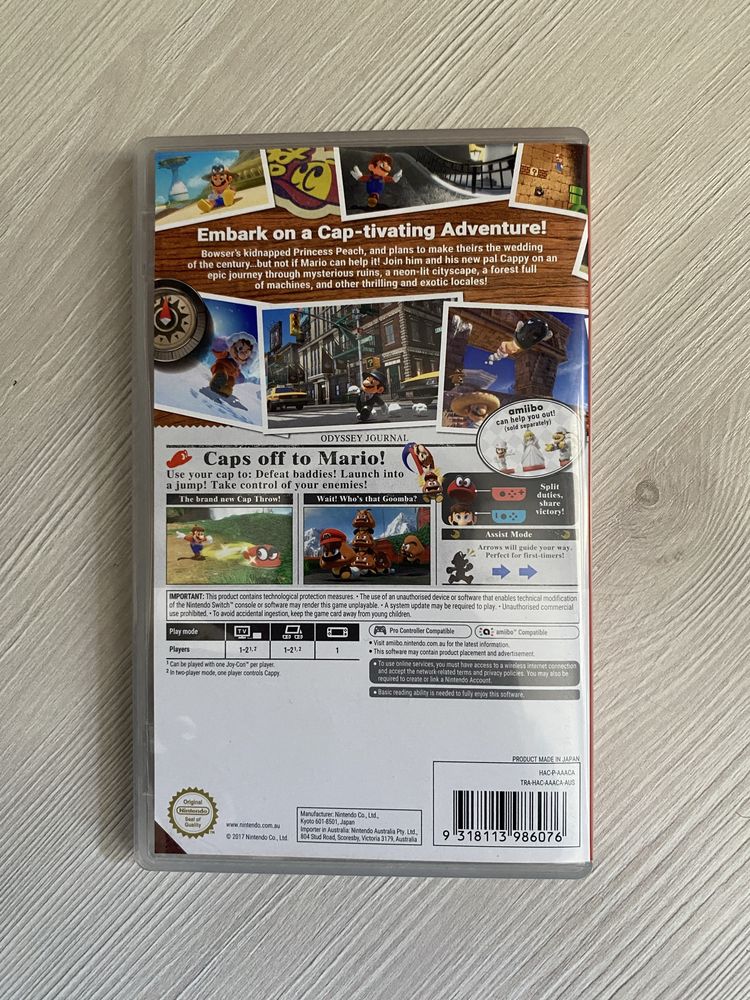 Embark on a Cap-tivating Adventure!
Bowser's kidnapped Princess Peach, and plans to make theirs the wedding
of the century...but not if Mario can help it! Join him and his new pal Cappy on an
epic journey through mysterious ruins, a neon-lit cityscape, a forest full
of machines, and other thrilling and exotic locales!
amiibo
can help you out!
(sold separately)
ODYSSEY JOURNAL
Caps off to Mario!
Use your cap to: Defeat baddies! Launch into
a jump! Take control of your enemies!
The brand new Cap Throw!
Wait! Who's that Goomba?
Split
duties,
share
victory!
Assist Mode
Arrows will guide your way.
Perfect for first-timers!
IMPORTANT: This product contains technological protection measures. • The use of an unauthorised device or software that enables technical modification
of the Nintendo Switch™ console or software may render this game unplayable. • A system update may be required to play. • Unauthorised commercial
use prohibited. • To avoid accidental ingestion, keep the game card away from young children.
Play mode
TV
Players
1-2¹,²
1-2¹,²
1
¹ Can be played with one Joy-Con™ per player.
² In two-player mode, one player controls Cappy.
Pro Controller Compatible
amiibo™ Compatible
• Visit amiibo.nintendo.com.au for the latest information.
• This software may contain product placement and advertisement.
• To use online services, you must have access to a wireless internet connection
and accept the network-related terms and privacy policies. You may also be
required to create or link a Nintendo Account.
• Basic reading ability is needed to fully enjoy this software.
PRODUCT MADE IN JAPAN
HAC-P-AAACA
TRA-HAC-AAACA-AUS
9 318113 986076
Original
Nintendo
Seal of
Quality
www.nintendo.com.au
© 2017 Nintendo Co., Ltd.
Manufacturer: Nintendo Co., Ltd.,
Kyoto 601-8501, Japan
Importer in Australia: Nintendo Australia Pty. Ltd.,
804 Stud Road, Scoresby, Victoria 3179, Australia